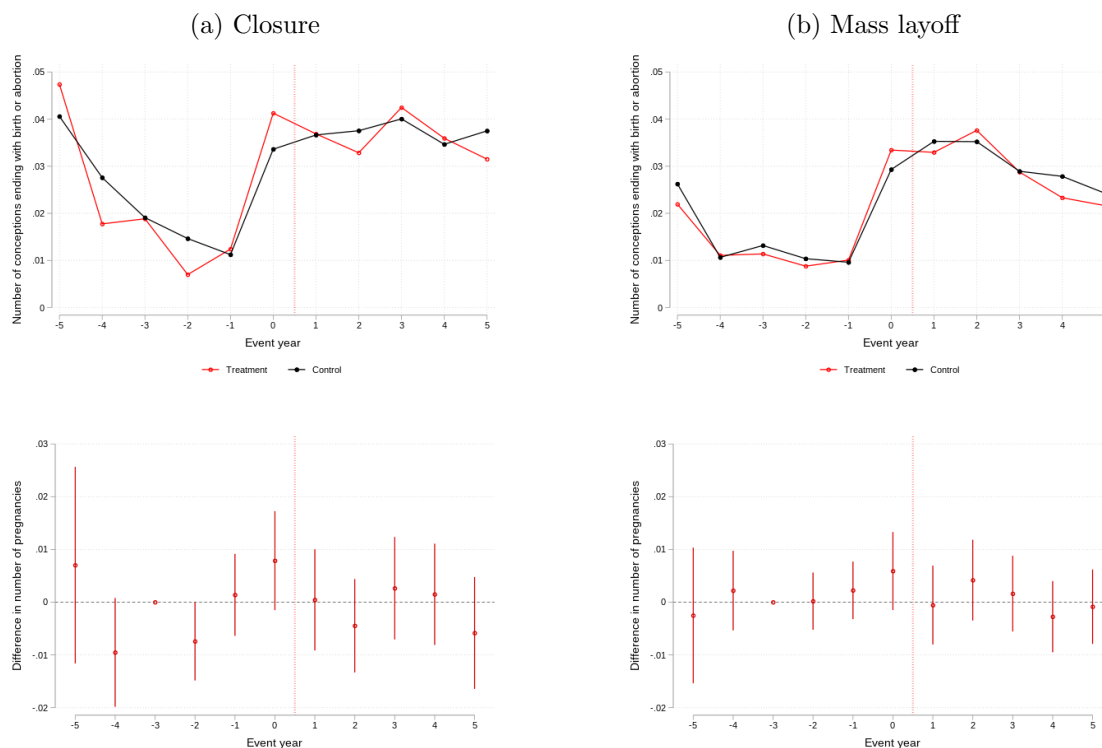 (a) Closure
Number of conceptions ending with birth or abortion
.05
.04
.03
.02
.01
0
-5 -4 -3 -2 -1 0 1 2 3 4 5
Event year
Treatment Control
(b) Mass layoff
Number of conceptions ending with birth or abortion
.05
.04
.03
.02
.01
0
-5 -4 -3 -2 -1 0 1 2 3 4
Event year
Treatment Control
Difference in number of pregnancies
.03
.02
.01
0
-.01
-.02
-5 -4 -3 -2 -1 0 1 2 3 4 5
Event year
Difference in number of pregnancies
.03
.02
.01
0
-.01
-.02
-5 -4 -3 -2 -1 0 1 2 3 4 5
Event year